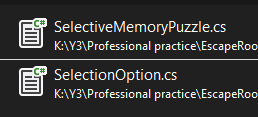 C#
SelectiveMemoryPuzzle.cs
K:\Y3\Professional practice\EscapeRoo
C#
SelectionOption.cs
K:\Y3\Professional practice\EscapeRoo